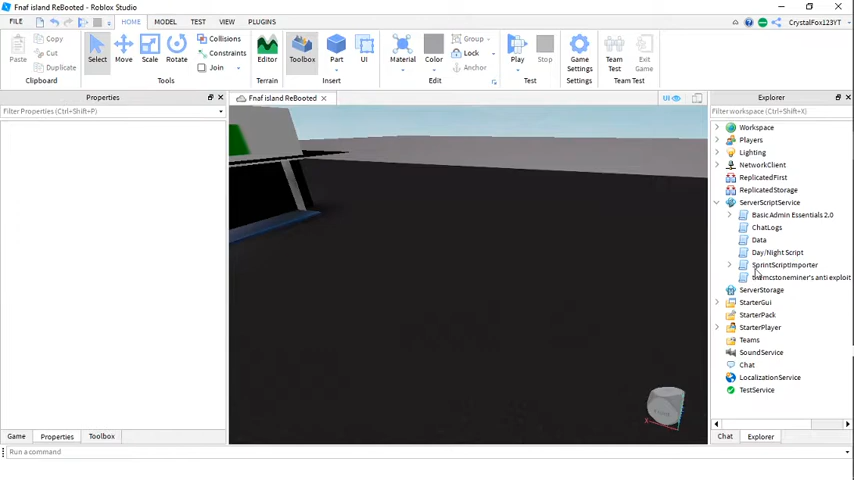 Fnaf island ReBooted - Roblox Studio
FILE HOME MODEL TEST VIEW PLUGINS CrystalFox123YT
Paste Copy Cut Duplicate
Clipboard
Select Move Scale Rotate Collisions Constraints Join
Tools
Editor
Terrain
Toolbox Part UI
Insert
Material Color Group Lock Anchor
Edit
Play Stop
Test
Game Settings
Settings
Team Test Exit Game
Team Test
Properties
Filter Properties (Ctrl+Shift+P)
Game Properties Toolbox
Fnaf island ReBooted
UI
Explorer
Filter workspace (Ctrl+Shift+X)
Workspace
Players
Lighting
NetworkClient
ReplicatedFirst
ReplicatedStorage
ServerScriptService
Basic Admin Essentials 2.0
ChatLogs
Data
Day/Night Script
SprintScriptImporter
anti exploit
ServerStorage
StarterGui
StarterPack
StarterPlayer
Teams
SoundService
Chat
LocalizationService
TestService
Chat Explorer
Run a command